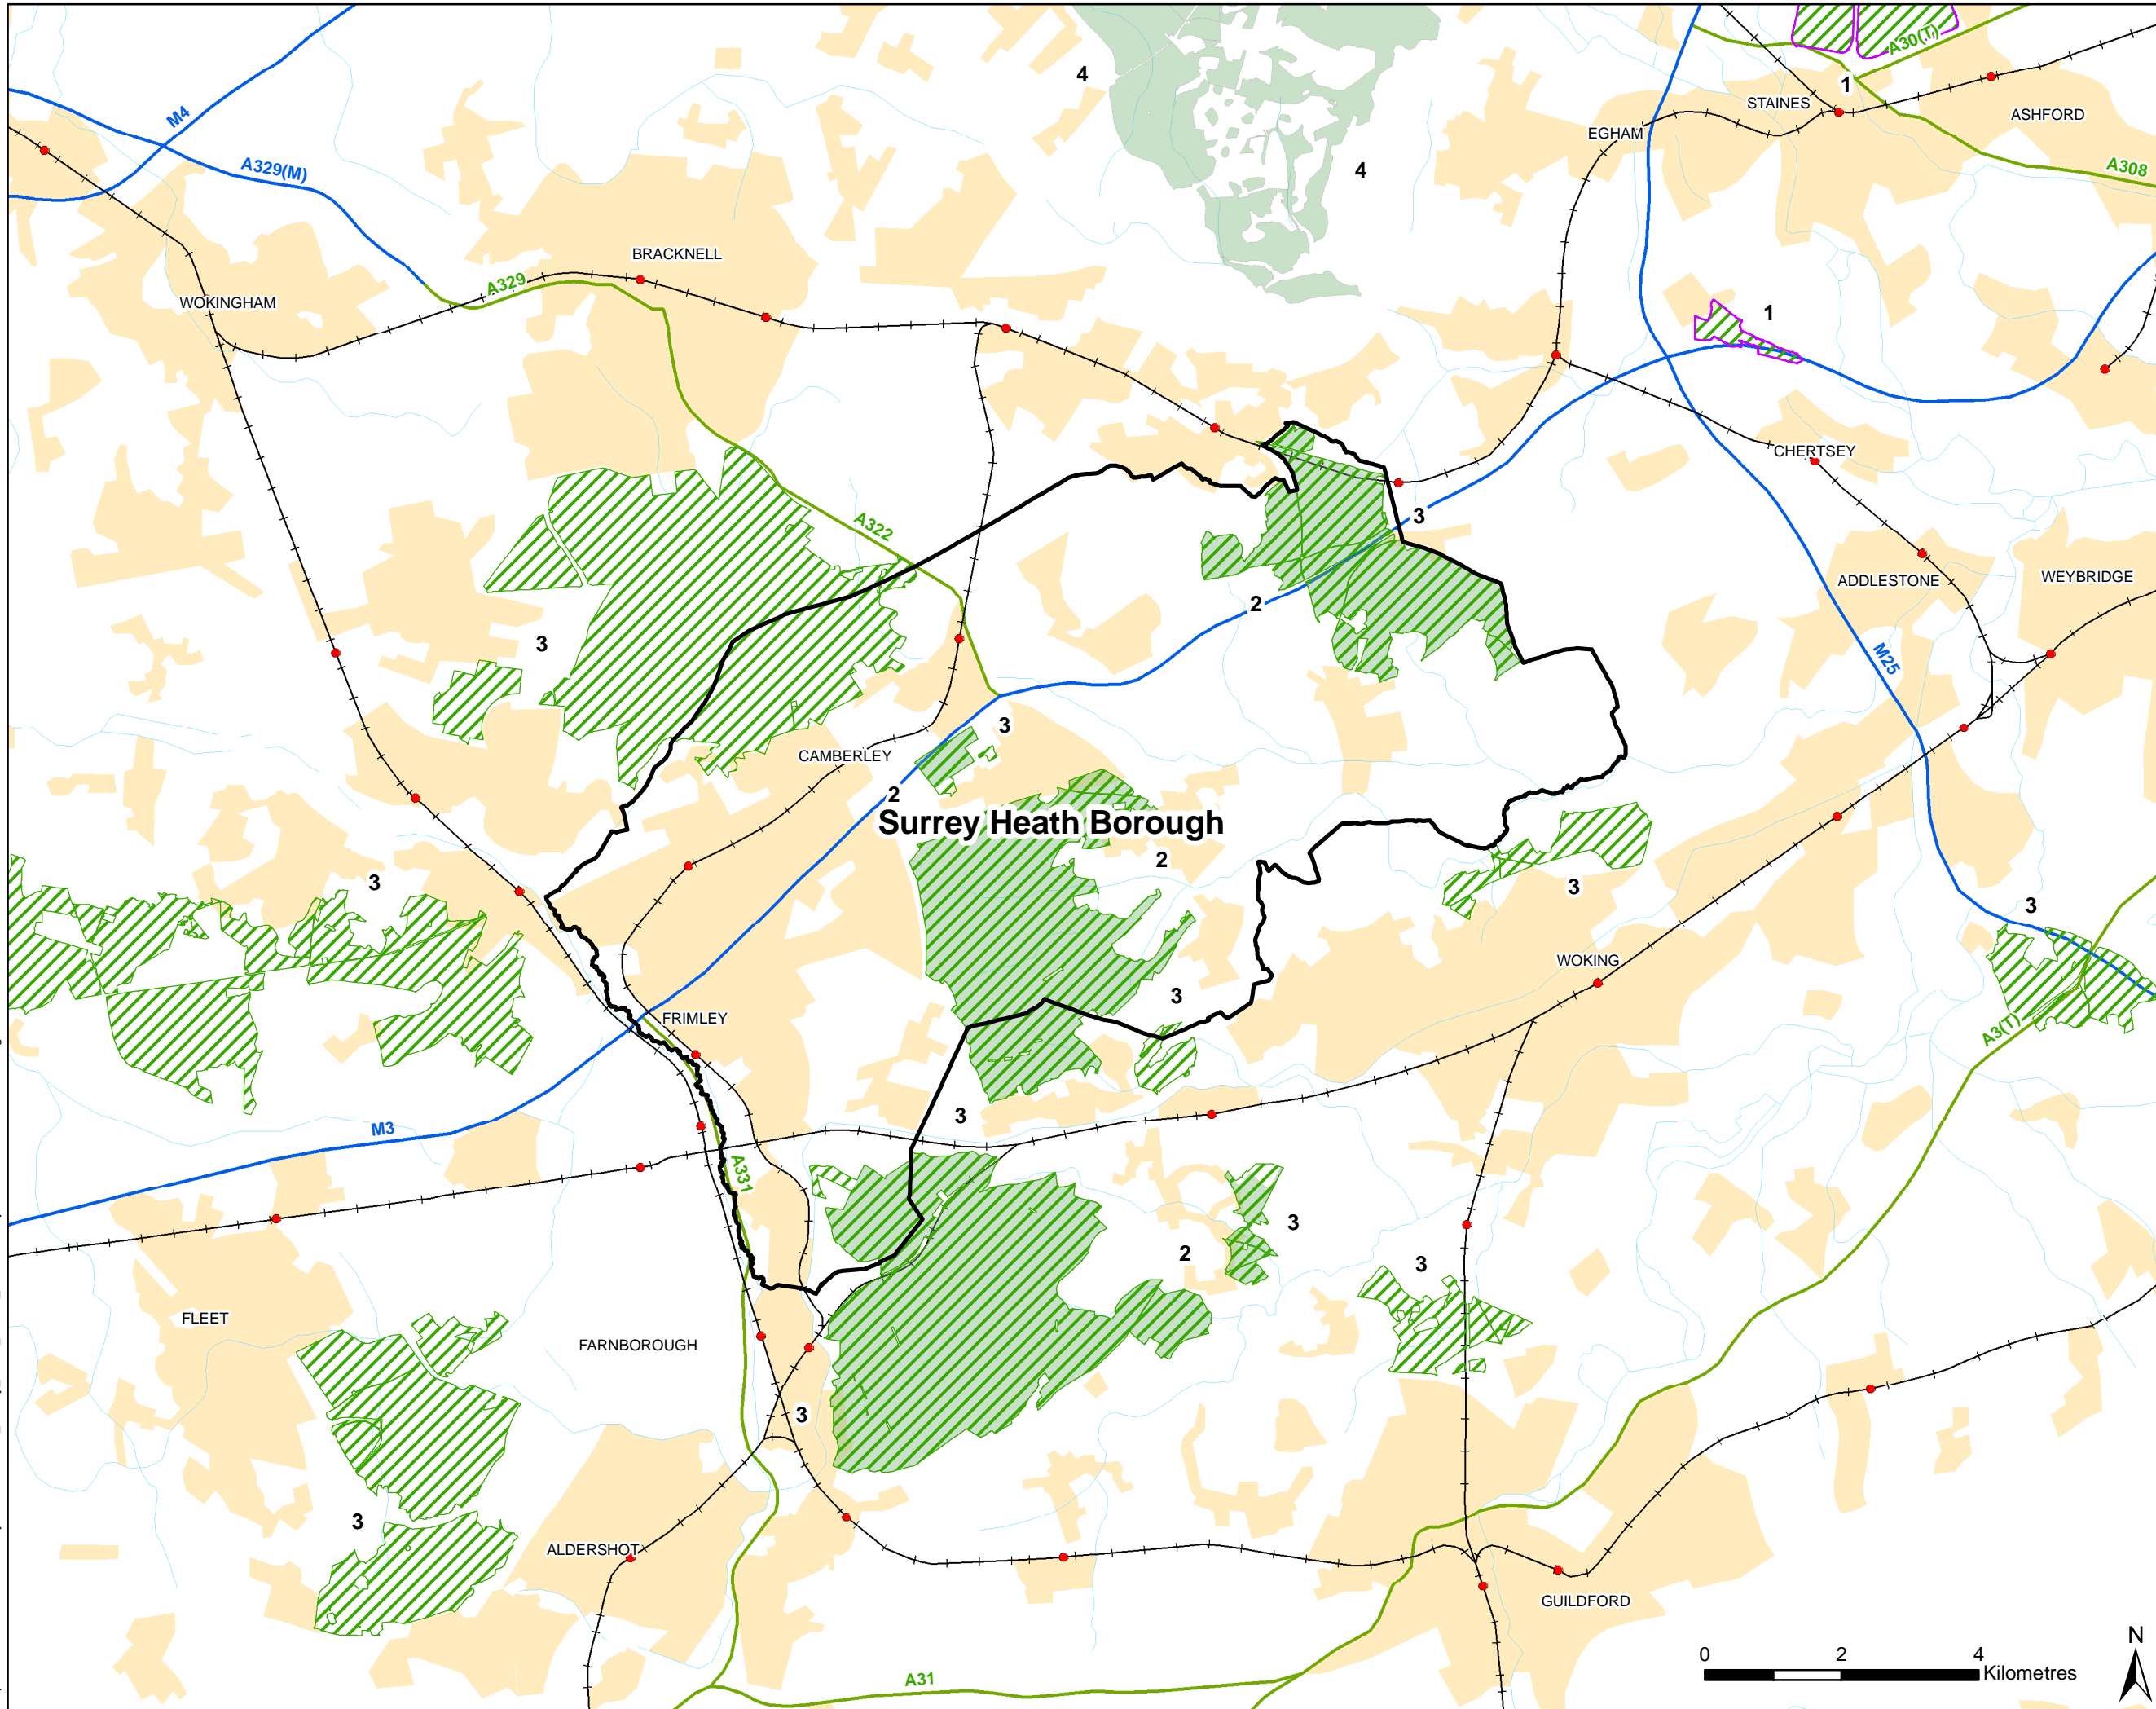 A30(T)
4
1
STAINES
ASHFORD
M4
EGHAM
A329(M)
4
A308
BRACKNELL
A329
WOKINGHAM
1
CHERTSEY
A322
3
ADDLESTONE
WEYBRIDGE
2
3
M25
3
CAMBERLEY
2
Surrey Heath Borough
2
3
3
3
WOKING
3
FRIMLEY
A3(T)
3
M3
A331
3
2
3
FLEET
FARNBOROUGH
3
3
ALDERSHOT
GUILDFORD
N
0 2 4
Kilometres
A31